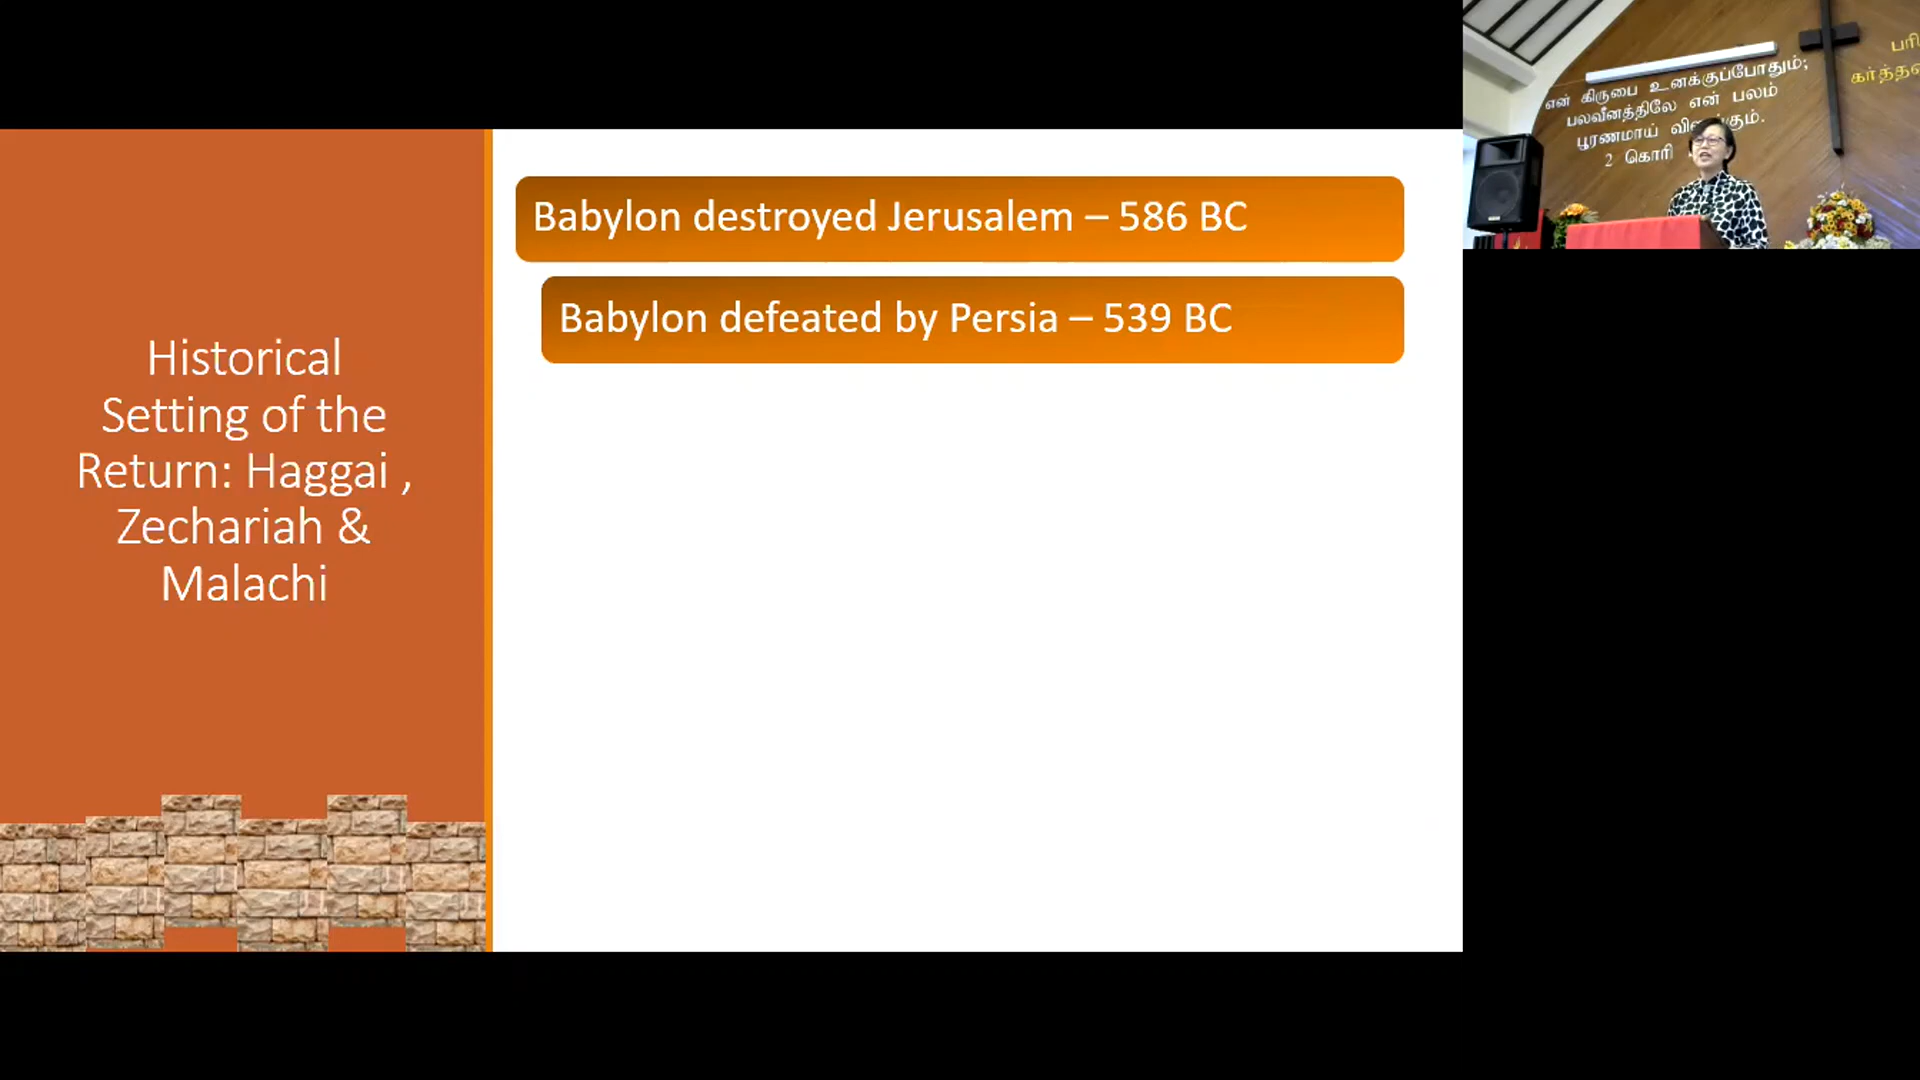 Historical
Setting of the
Return: Haggai ,
Zechariah &
Malachi
Babylon destroyed Jerusalem – 586 BC
Babylon defeated by Persia – 539 BC
என் கிருபை உனக்குப்போதும்;
பலவீனத்திலே என் பலம்
பூரணமாய்
2 கொரி